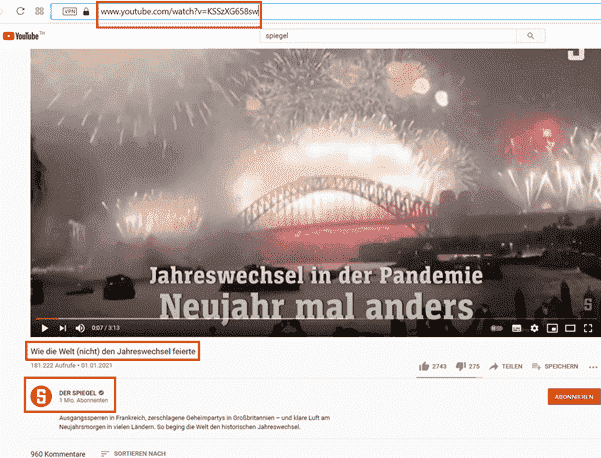 VPN www.youtube.com/watch?v=KSSzXG658sw
YouTube TH
spiegel
S
Jahreswechsel in der Pandemie
Neujahr mal anders
S
0:07 / 3:13
Wie die Welt (nicht) den Jahreswechsel feierte
181.222 Aufrufe • 01.01.2021
2743 275 TEILEN SPEICHERN
S
DER SPIEGEL
1 Mio. Abonnenten
ABONNIEREN
Ausgangssperren in Frankreich, zerschlagene Geheimpartys in Großbritannien – und klare Luft am
Neujahrsmorgen in vielen Ländern. So beging die Welt den historischen Jahreswechsel.
960 Kommentare SORTIEREN NACH